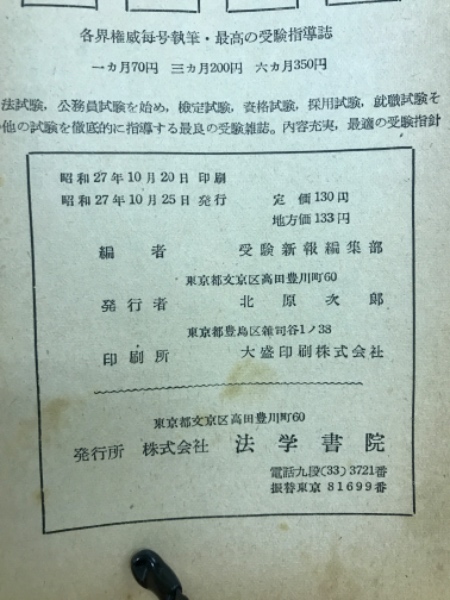 各界権威毎号執筆・最高の受験指導誌
一カ月70円 三カ月200円 六カ月350円
法試験，公務員試験を始め，検定試験，資格試験，採用試験，就職試験そ
他の試験を徹底的に指導する最良の受験雑誌。内容充実，最適の受験指針
昭和27年10月20日 印刷
昭和27年10月25日 発行
定価130円
地方価133円
編者 受験新報編集部
東京都文京区高田豊川町60
発行者 北原次郎
東京都豊島区雑司谷1ノ38
印刷所 大盛印刷株式会社
東京都文京区高田豊川町60
発行所 株式会社 法学書院
電話九段(33) 3721番
振替東京 81699番